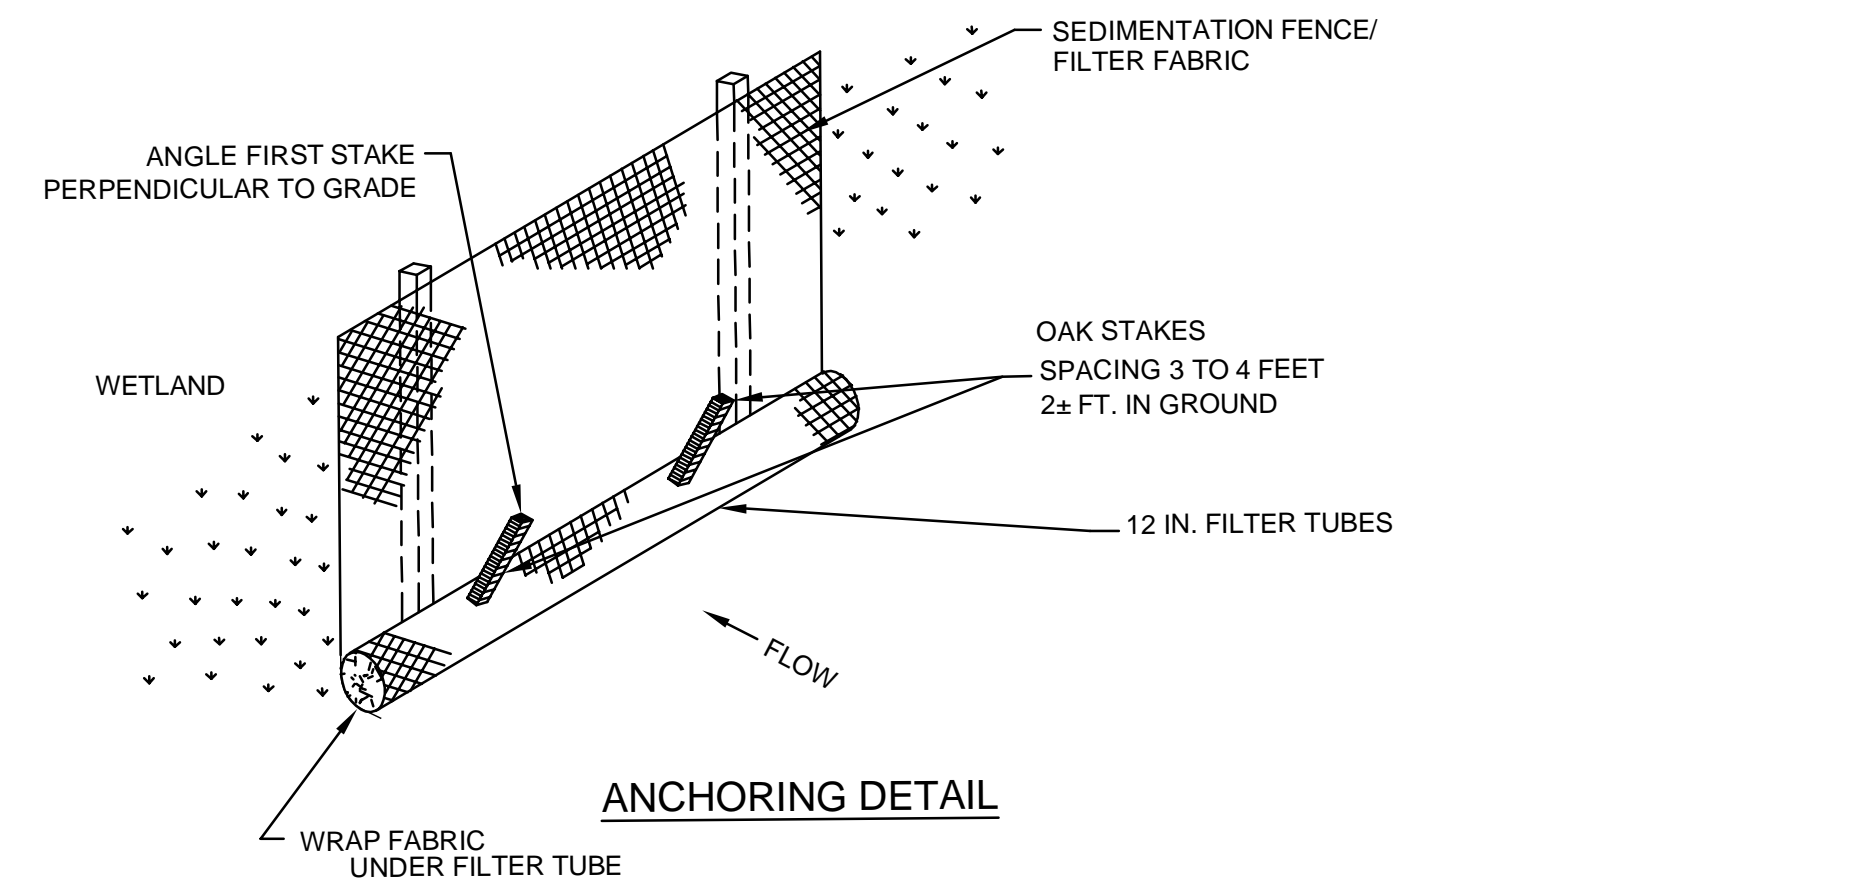 SEDIMENTATION FENCE/
FILTER FABRIC
ANGLE FIRST STAKE
PERPENDICULAR TO GRADE
OAK STAKES
SPACING 3 TO 4 FEET
2± FT. IN GROUND
WETLAND
12 IN. FILTER TUBES
FLOW
ANCHORING DETAIL
WRAP FABRIC
UNDER FILTER TUBE